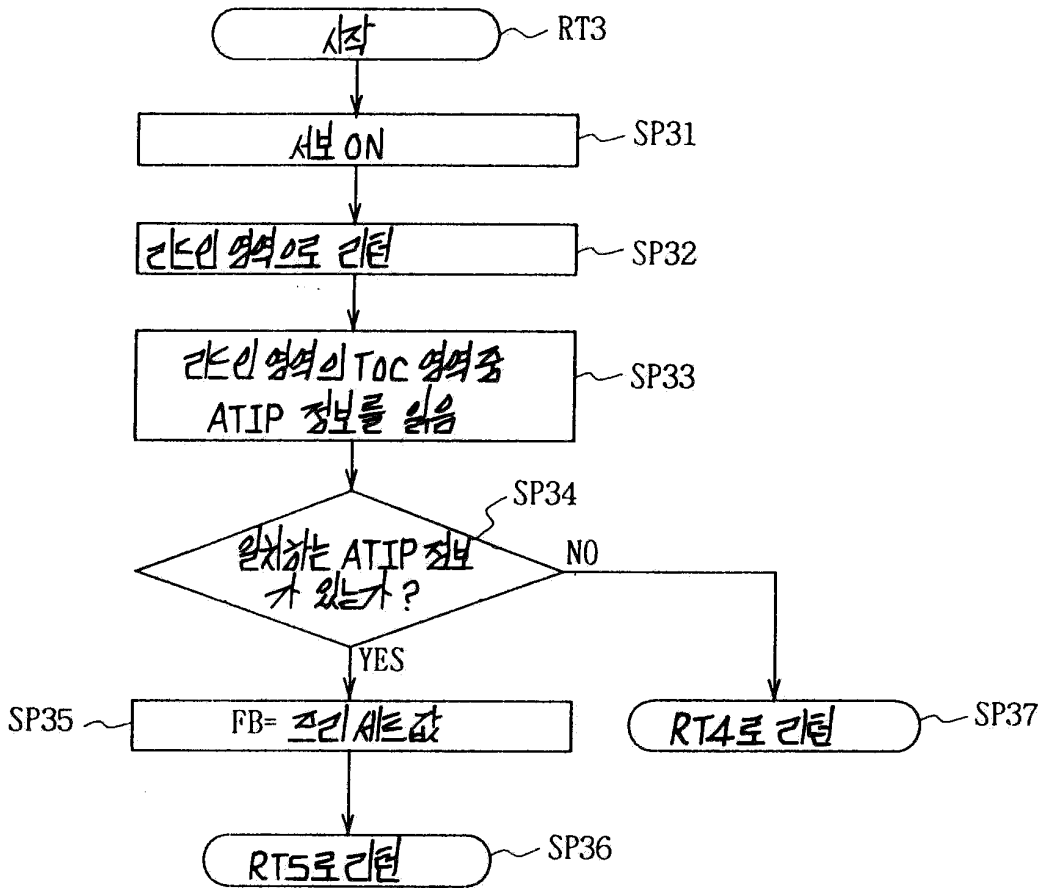 시작
RT3
서보 ON
SP31
리드인 영역으로 리턴
SP32
리드인 영역의 TOC 영역중
ATIP 정보를 읽음
SP33
SP34
일치하는 ATIP 정보
가 있는가?
NO
YES
SP35
FB= 프리세트값
RT4로 리턴
SP37
RT5로 리턴
SP36